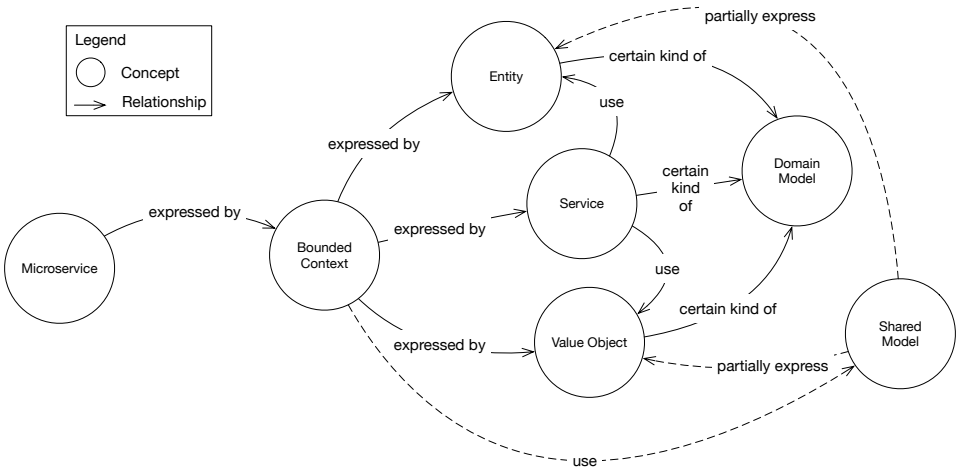 Legend
Concept
Relationship
partially express
Entity
certain kind of
use
expressed by
Domain
Model
certain
kind
of
Service
expressed by
expressed by
Bounded
Context
Microservice
use
certain kind of
Shared
Model
Value Object
expressed by
partially express
use